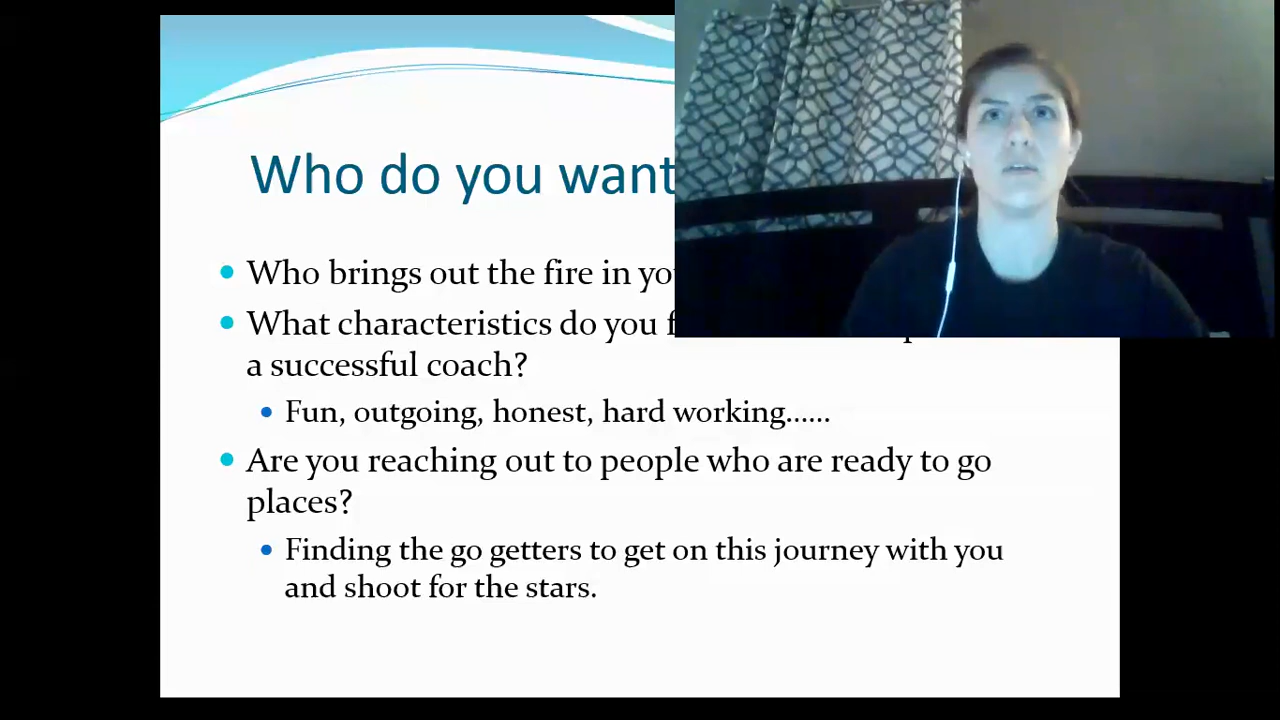 Who do you want
Who brings out the fire in
What characteristics do you
a successful coach?
Fun, outgoing, honest, hard working……
Are you reaching out to people who are ready to go
places?
Finding the go getters to get on this journey with you
and shoot for the stars.